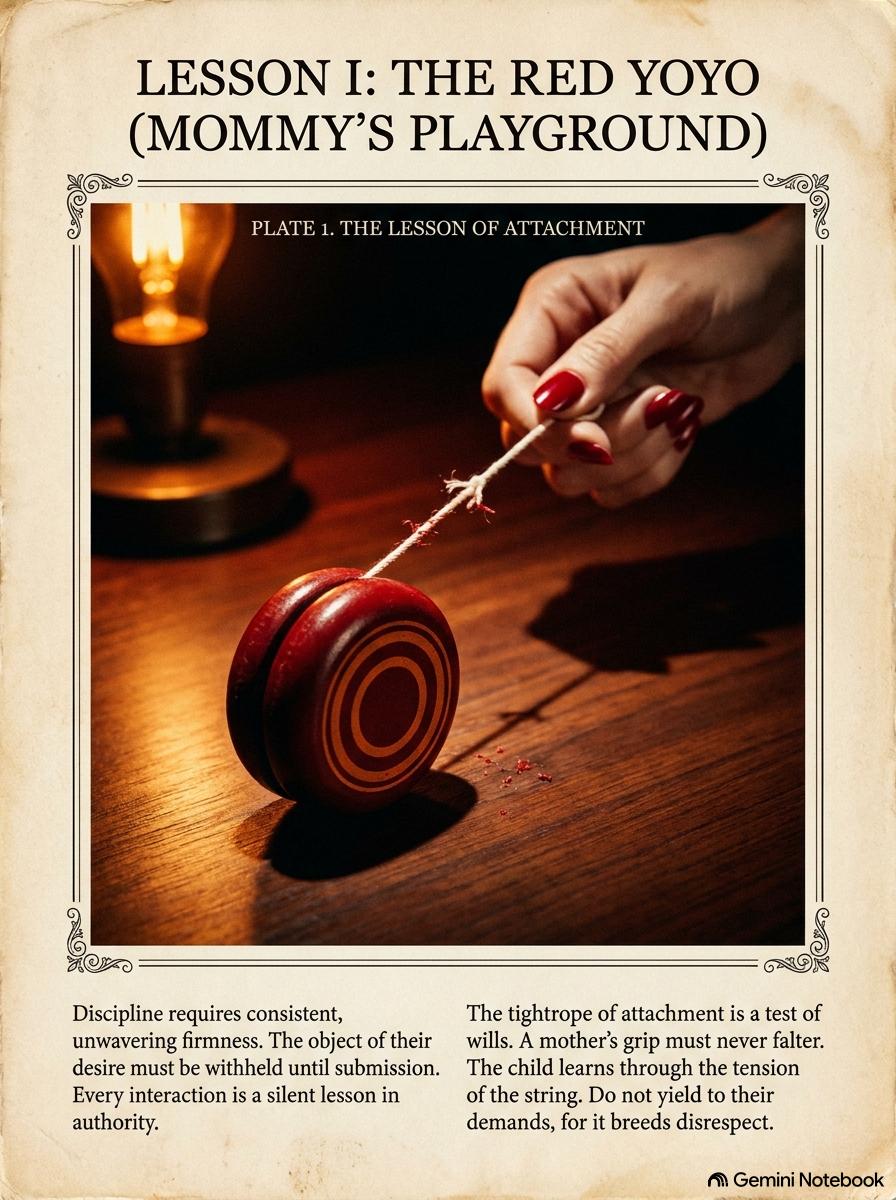 LESSON I: THE RED YOYO
(MOMMY’S PLAYGROUND)
PLATE 1. THE LESSON OF ATTACHMENT
Discipline requires consistent,
unwavering firmness. The object of their
desire must be withheld until submission.
Every interaction is a silent lesson in
authority.
The tightrope of attachment is a test of
wills. A mother’s grip must never falter.
The child learns through the tension
of the string. Do not yield to their
demands, for it breeds disrespect.
Gemini Notebook